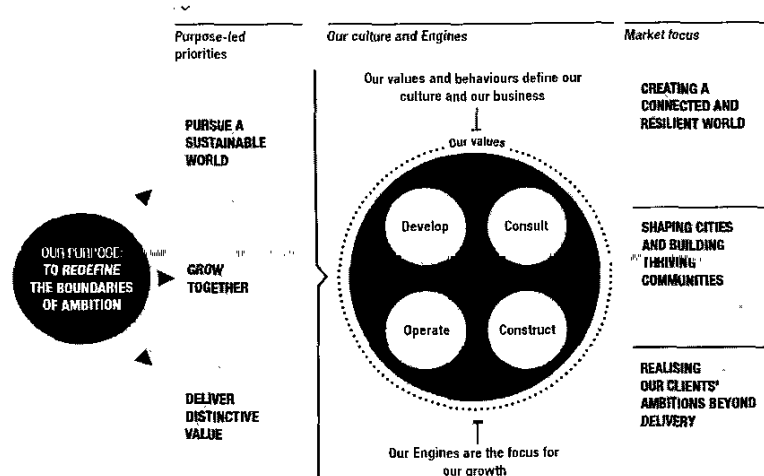 Purpose-led
priorities
Our culture and Engines
Market focus
OUR PURPOSE:
TO REDEFINE
THE BOUNDARIES
OF AMBITION
PURSUE A
SUSTAINABLE
WORLD
GROW
TOGETHER
DELIVER
DISTINCTIVE
VALUE
Our values and behaviours define our
culture and our business
Our values
Develop
Consult
Operate
Construct
Our Engines are the focus for
our growth
CREATING A
CONNECTED AND
RESILIENT WORLD
SHAPING CITIES
AND BUILDING
THRIVING
COMMUNITIES
REALISING
OUR CLIENTS'
AMBITIONS BEYOND
DELIVERY